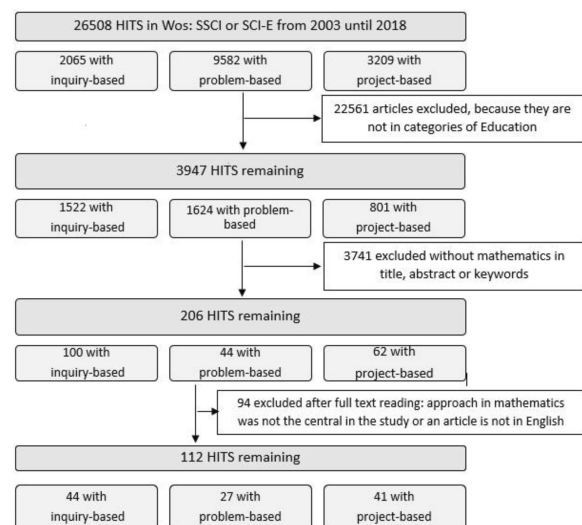 26508 HITS in Wos: SSCI or SCI-E from 2003 until 2018
2065 with
inquiry-based
9582 with
problem-based
3209 with
project-based
22561 articles excluded, because they are
not in categories of Education
3947 HITS remaining
1522 with
inquiry-based
1624 with problem-
based
801 with
project-based
3741 excluded without mathematics in
title, abstract or keywords
206 HITS remaining
100 with
inquiry-based
44 with
problem-based
62 with
project-based
94 excluded after full text reading: approach in mathematics
was not the central in the study or an article is not in English
112 HITS remaining
44 with
inquiry-based
27 with
problem-based
41 with
project-based